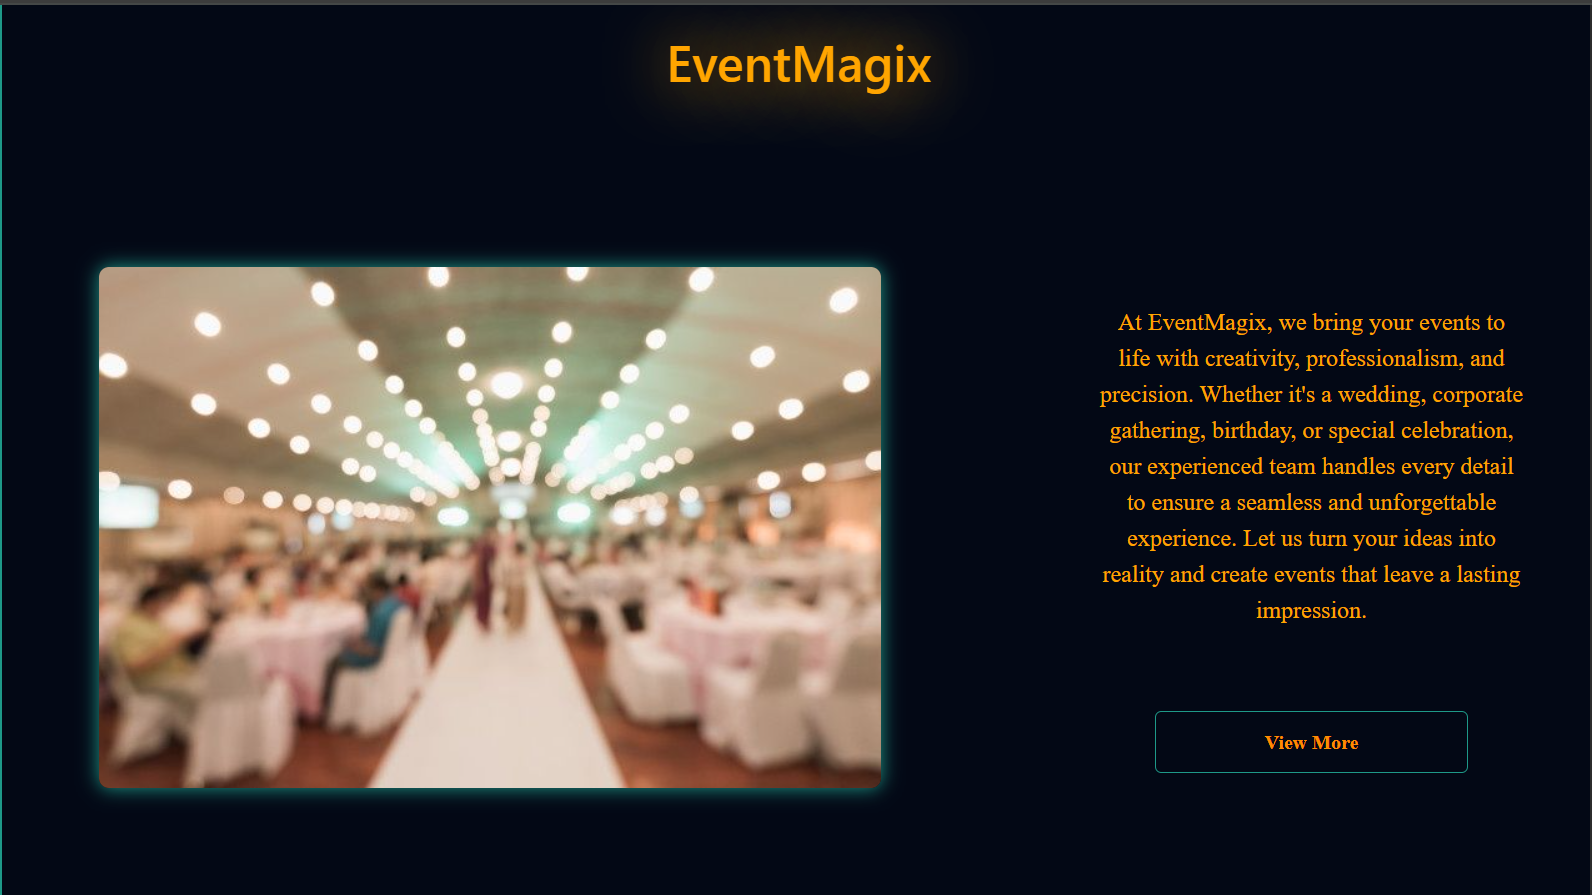 EventMagix
At EventMagix, we bring your events to
life with creativity, professionalism, and
precision. Whether it's a wedding, corporate
gathering, birthday, or special celebration,
our experienced team handles every detail
to ensure a seamless and unforgettable
experience. Let us turn your ideas into
reality and create events that leave a lasting
impression.
View More